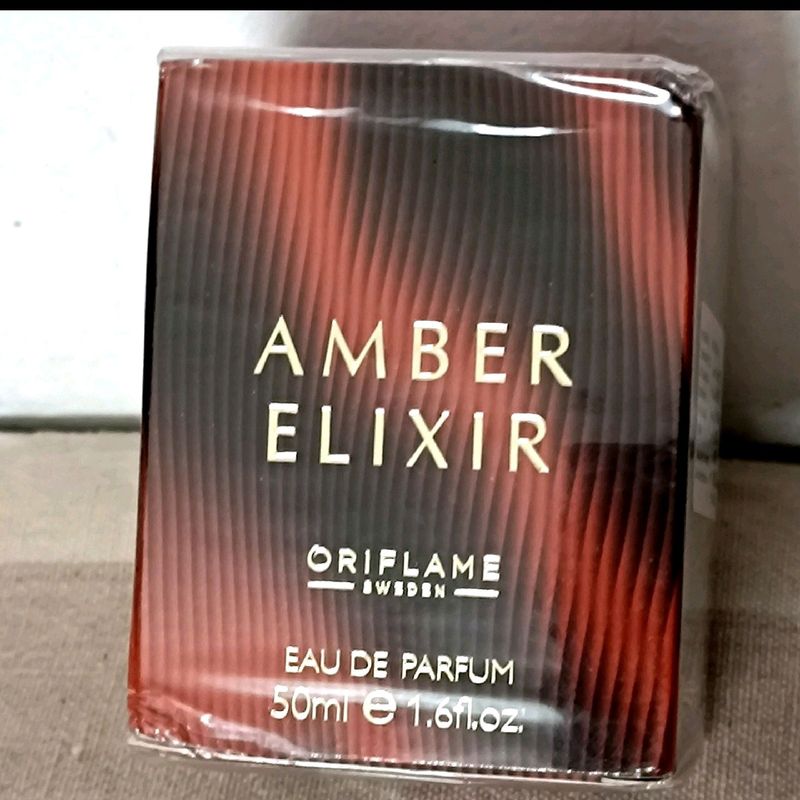 AMBER
ELIXIR
ORIFLAME
SWEDEN
EAU DE PARFUM
50ml e 1.6fl.oz.